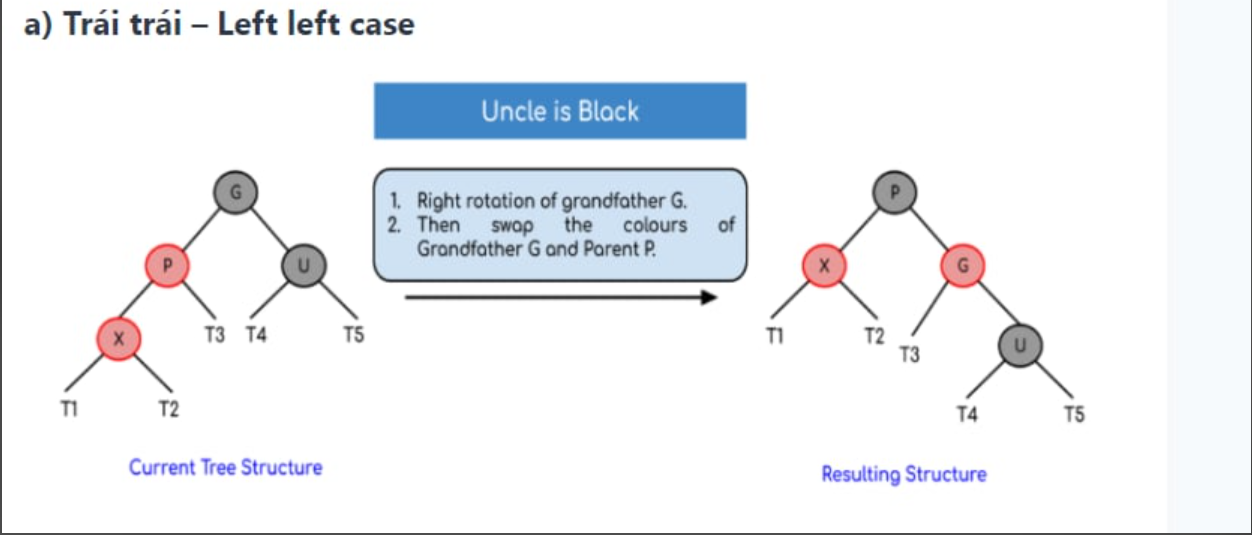 a) Trái trái – Left left case
Uncle is Black
1. Right rotation of grandfather G.
2. Then swap the colours of
Grandfather G and Parent P.
G
P
U
X
T3
T4
T5
T1
T2
Current Tree Structure
P
X
G
T1
T2
T3
U
T4
T5
Resulting Structure